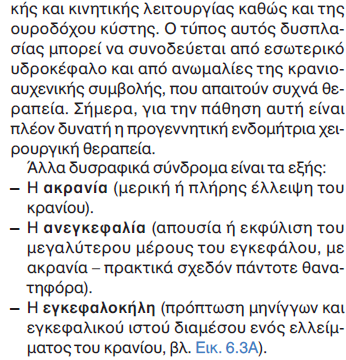 κής και κινητικής λειτουργίας καθώς και της
ουροδόχου κύστης. Ο τύπος αυτός δυσπλα-
σίας μπορεί να συνοδεύεται από εσωτερικό
υδροκέφαλο και από ανωμαλίες της κρανιο-
αυχενικής συμβολής, που απαιτούν συχνά θε-
ραπεία. Σήμερα, για την πάθηση αυτή είναι
πλέον δυνατή η προγεννητική ενδομήτρια χει-
ρουργική θεραπεία.
Άλλα δυσραφικά σύνδρομα είναι τα εξής:
– Η ακρανία (μερική ή πλήρης έλλειψη του
κρανίου).
– Η ανεγκεφαλία (απουσία ή εκφύλιση του
μεγαλύτερου μέρους του εγκεφάλου, με
ακρανία – πρακτικά σχεδόν πάντοτε θανα-
τηφόρα).
– Η εγκεφαλοκήλη (πρόπτωση μηνίγγων και
εγκεφαλικού ιστού διαμέσου ενός ελλείμ-
ματος του κρανίου, βλ. Εικ. 6.3A).